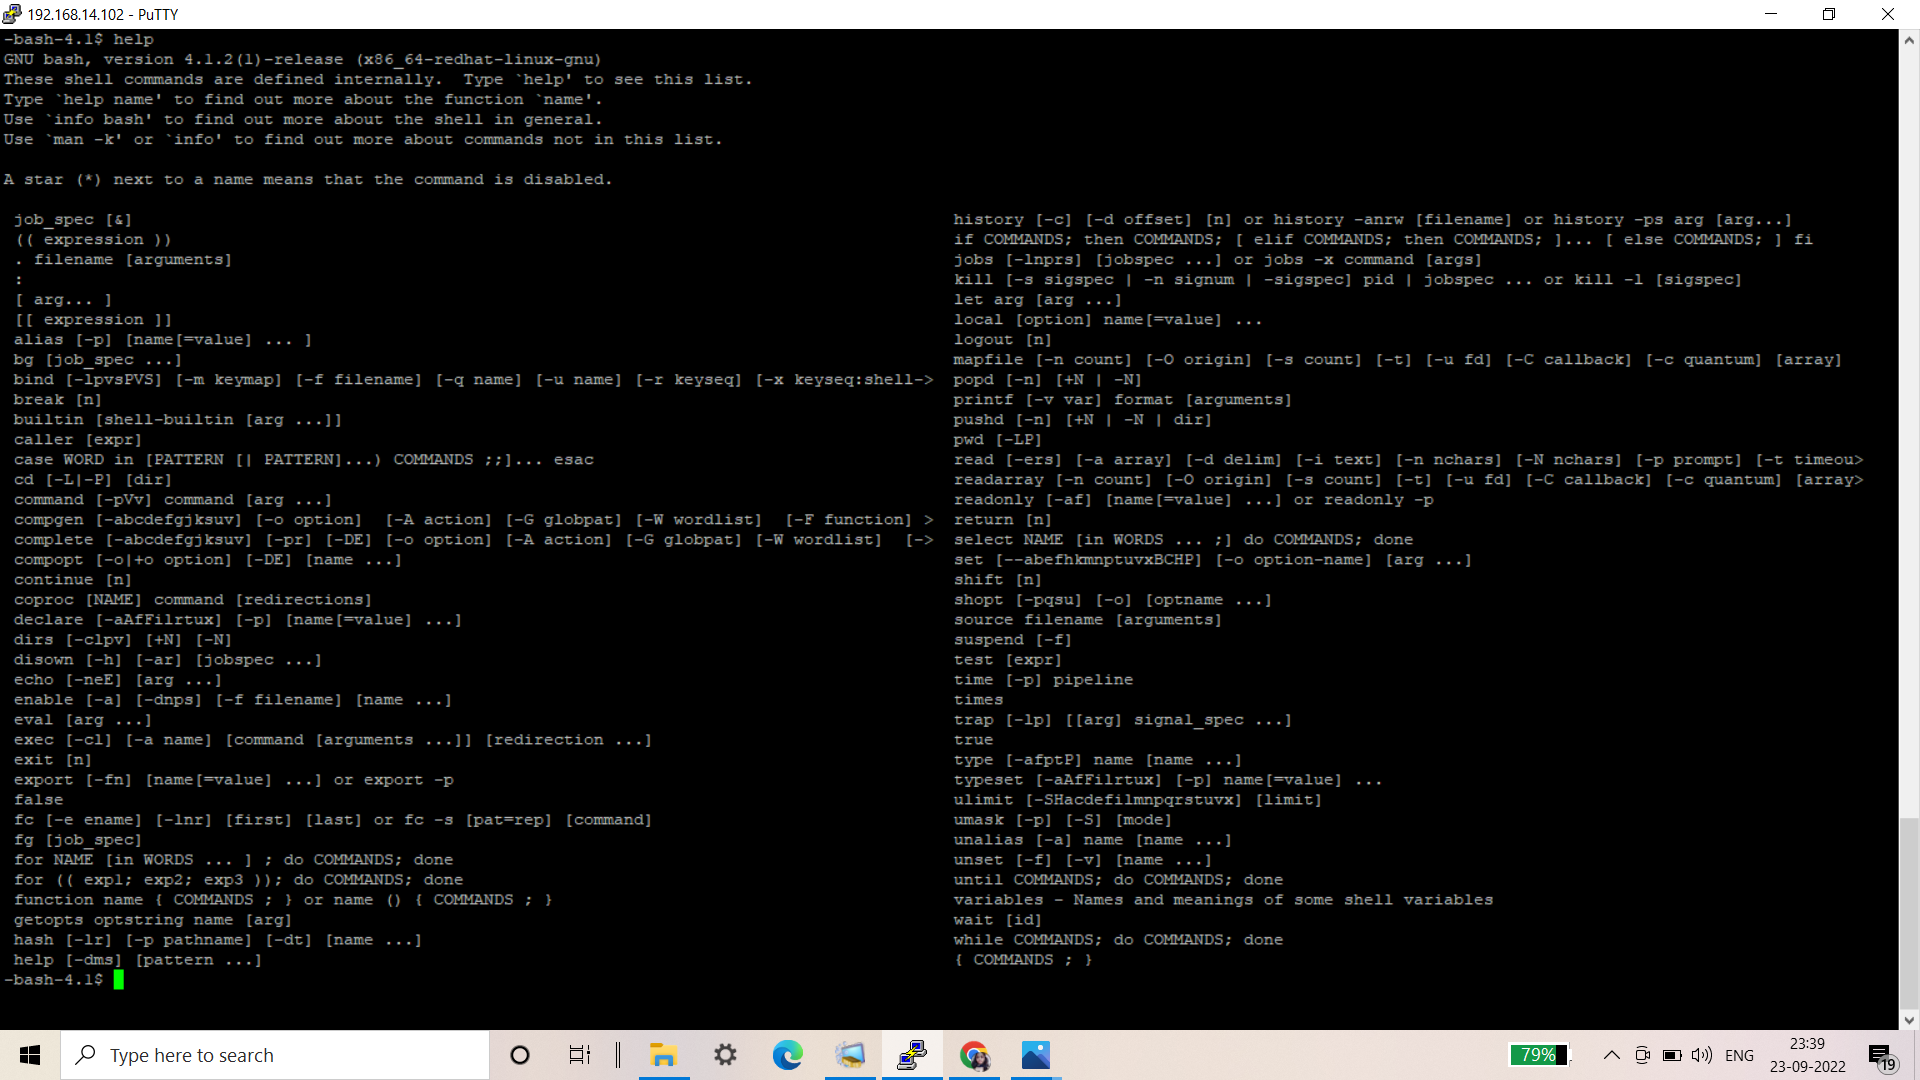 192.168.14.102 - PuTTY
-bash-4.1$ help
GNU bash, version 4.1.2(1)-release (x86_64-redhat-linux-gnu)
These shell commands are defined internally.  Type `help' to see this list.
Type `help name' to find out more about the function `name'.
Use `info bash' to find out more about the shell in general.
Use `man -k' or `info' to find out more about commands not in this list.
A star (*) next to a name means that the command is disabled.
job_spec [&]
(( expression ))
. filename [arguments]
:
[ arg... ]
[[ expression ]]
alias [-p] [name[=value] ... ]
bg [job_spec ...]
bind [-lpvsPVS] [-m keymap] [-f filename] [-q name] [-u name] [-r keyseq] [-x keyseq:shell->
break [n]
builtin [shell-builtin [arg ...]]
caller [expr]
case WORD in [PATTERN [| PATTERN]...) COMMANDS ;;]... esac
cd [-L|-P] [dir]
command [-pVv] command [arg ...]
compgen [-abcdefgjksuv] [-o option]  [-A action] [-G globpat] [-W wordlist]  [-F function] >
complete [-abcdefgjksuv] [-pr] [-DE] [-o option] [-A action] [-G globpat] [-W wordlist]  [->
compopt [-o|+o option] [-DE] [name ...]
continue [n]
coproc [NAME] command [redirections]
declare [-aAfFilrtux] [-p] [name[=value] ...]
dirs [-clpv] [+N] [-N]
disown [-h] [-ar] [jobspec ...]
echo [-neE] [arg ...]
enable [-a] [-dnps] [-f filename] [name ...]
eval [arg ...]
exec [-cl] [-a name] [command [arguments ...]] [redirection ...]
exit [n]
export [-fn] [name[=value] ...] or export -p
false
fc [-e ename] [-lnr] [first] [last] or fc -s [pat=rep] [command]
fg [job_spec]
for NAME [in WORDS ... ] ; do COMMANDS; done
for (( exp1; exp2; exp3 )); do COMMANDS; done
function name { COMMANDS ; } or name () { COMMANDS ; }
getopts optstring name [arg]
hash [-lr] [-p pathname] [-dt] [name ...]
help [-dms] [pattern ...]
history [-c] [-d offset] [n] or history -anrw [filename] or history -ps arg [arg...]
if COMMANDS; then COMMANDS; [ elif COMMANDS; then COMMANDS; ]... [ else COMMANDS; ] fi
jobs [-lnprs] [jobspec ...] or jobs -x command [args]
kill [-s sigspec | -n signum | -sigspec] pid | jobspec ... or kill -l [sigspec]
let arg [arg ...]
local [option] name[=value] ...
logout [n]
mapfile [-n count] [-O origin] [-s count] [-t] [-u fd] [-C callback] [-c quantum] [array]
popd [-n] [+N | -N]
printf [-v var] format [arguments]
pushd [-n] [+N | -N | dir]
pwd [-LP]
read [-ers] [-a array] [-d delim] [-i text] [-n nchars] [-N nchars] [-p prompt] [-t timeou>
readarray [-n count] [-O origin] [-s count] [-t] [-u fd] [-C callback] [-c quantum] [array>
readonly [-af] [name[=value] ...] or readonly -p
return [n]
select NAME [in WORDS ... ;] do COMMANDS; done
set [--abefhkmnptuvxBCHP] [-o option-name] [arg ...]
shift [n]
shopt [-pqsu] [-o] [optname ...]
source filename [arguments]
suspend [-f]
test [expr]
time [-p] pipeline
times
trap [-lp] [[arg] signal_spec ...]
true
type [-afptP] name [name ...]
typeset [-aAfFilrtux] [-p] name[=value] ...
ulimit [-SHacdefilmnpqrstuvx] [limit]
umask [-p] [-S] [mode]
unalias [-a] name [name ...]
unset [-f] [-v] [name ...]
until COMMANDS; do COMMANDS; done
variables - Names and meanings of some shell variables
wait [id]
while COMMANDS; do COMMANDS; done
{ COMMANDS ; }
-bash-4.1$
Type here to search
79%
ENG
23:39
23-09-2022
19